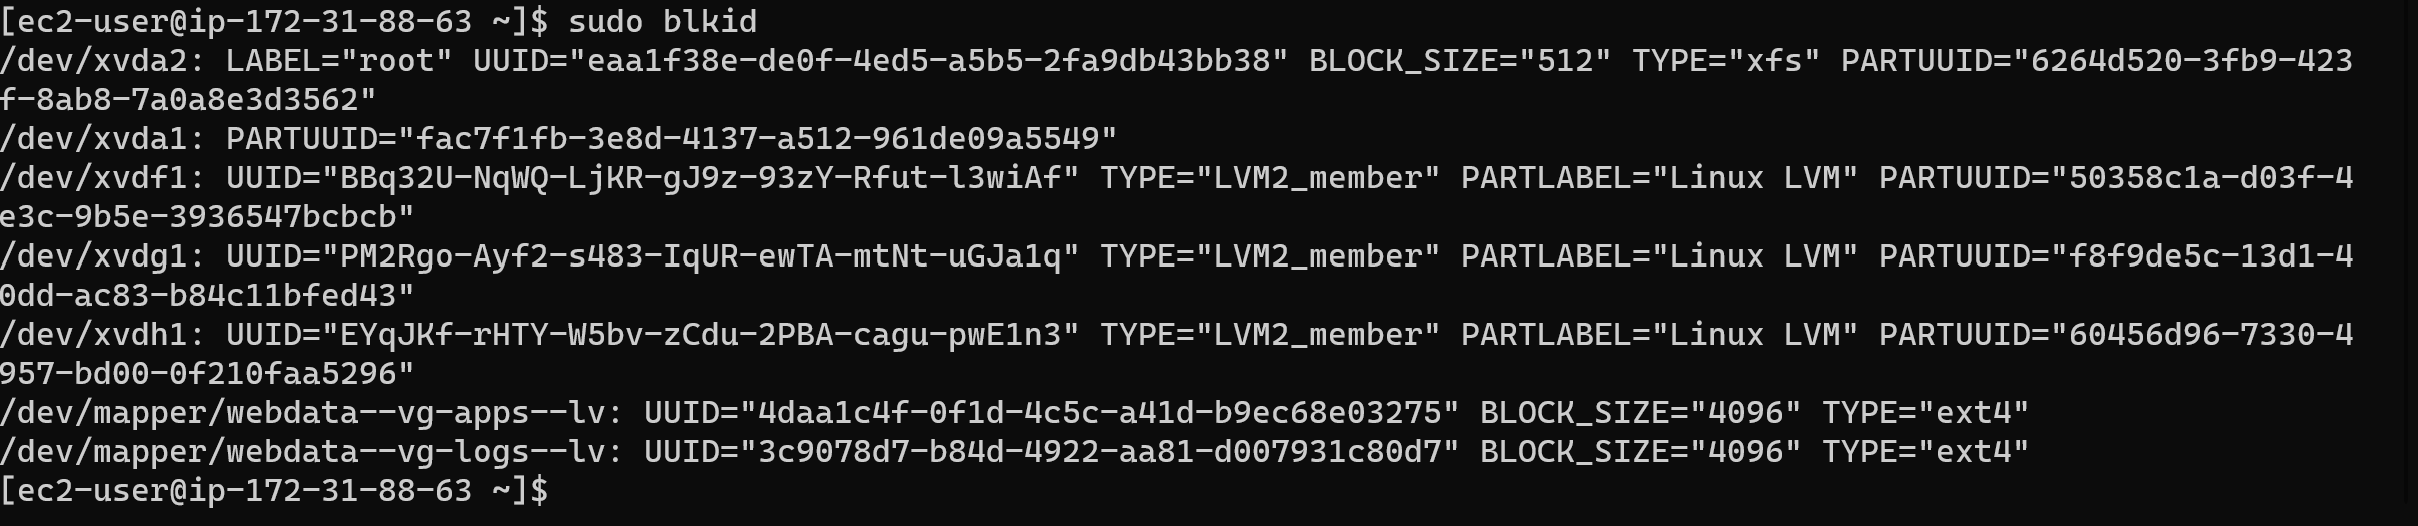 [ec2-user@ip-172-31-88-63 ~]$ sudo blkid
/dev/xvda2: LABEL="root" UUID="eaa1f38e-de0f-4ed5-a5b5-2fa9db43bb38" BLOCK_SIZE="512" TYPE="xfs" PARTUUID="6264d520-3fb9-423
f-8ab8-7a0a8e3d3562"
/dev/xvda1: PARTUUID="fac7f1fb-3e8d-4137-a512-961de09a5549"
/dev/xvdf1: UUID="BBq32U-NqWQ-LjKR-gJ9z-93zY-Rfut-l3wiAf" TYPE="LVM2_member" PARTLABEL="Linux LVM" PARTUUID="50358c1a-d03f-4
e3c-9b5e-3936547bcbcb"
/dev/xvdg1: UUID="PM2Rgo-Ayf2-s483-IqUR-ewTA-mtNt-uGJa1q" TYPE="LVM2_member" PARTLABEL="Linux LVM" PARTUUID="f8f9de5c-13d1-4
0dd-ac83-b84c11bfed43"
/dev/xvdh1: UUID="EYqJKf-rHTY-W5bv-zCdu-2PBA-cagu-pwE1n3" TYPE="LVM2_member" PARTLABEL="Linux LVM" PARTUUID="60456d96-7330-4
957-bd00-0f210faa5296"
/dev/mapper/webdata--vg-apps--lv: UUID="4daa1c4f-0f1d-4c5c-a41d-b9ec68e03275" BLOCK_SIZE="4096" TYPE="ext4"
/dev/mapper/webdata--vg-logs--lv: UUID="3c9078d7-b84d-4922-aa81-d007931c80d7" BLOCK_SIZE="4096" TYPE="ext4"
[ec2-user@ip-172-31-88-63 ~]$